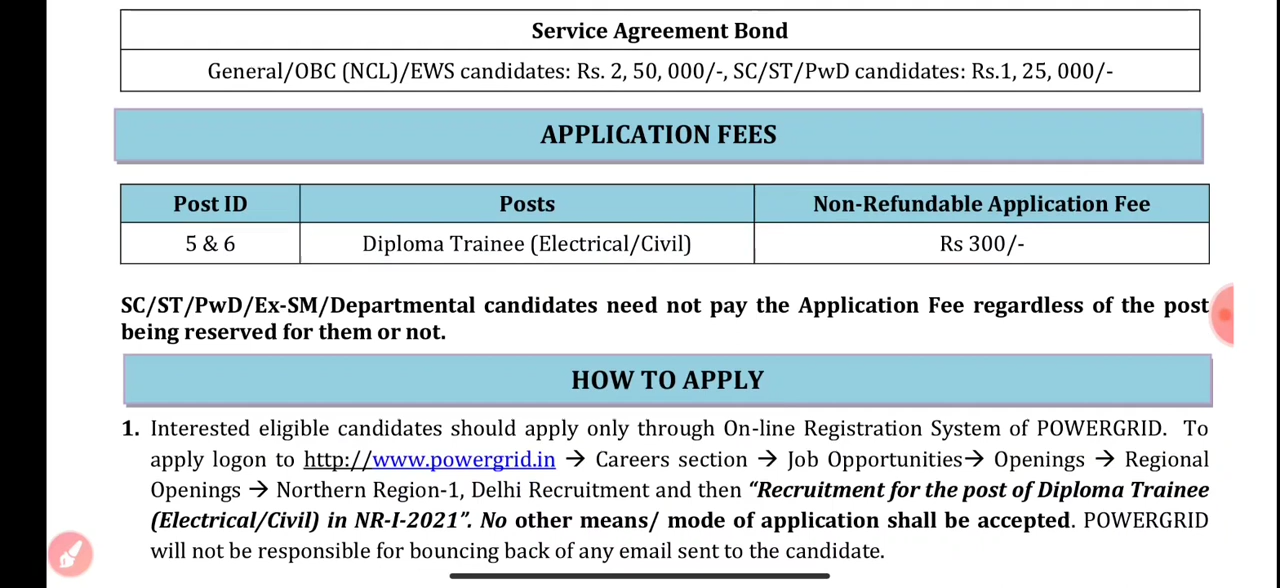 Service Agreement Bond
General/OBC (NCL)/EWS candidates: Rs. 2, 50, 000/-, SC/ST/PwD candidates: Rs.1, 25, 000/-
APPLICATION FEES
Post ID Posts Non-Refundable Application Fee
5 & 6 Diploma Trainee (Electrical/Civil) Rs 300/-
SC/ST/PwD/Ex-SM/Departmental candidates need not pay the Application Fee regardless of the post
being reserved for them or not.
HOW TO APPLY
1. Interested eligible candidates should apply only through On-line Registration System of POWERGRID. To
apply logon to http://www.powergrid.in → Careers section → Job Opportunities→ Openings → Regional
Openings → Northern Region-1, Delhi Recruitment and then “Recruitment for the post of Diploma Trainee
(Electrical/Civil) in NR-I-2021”. No other means/ mode of application shall be accepted. POWERGRID
will not be responsible for bouncing back of any email sent to the candidate.